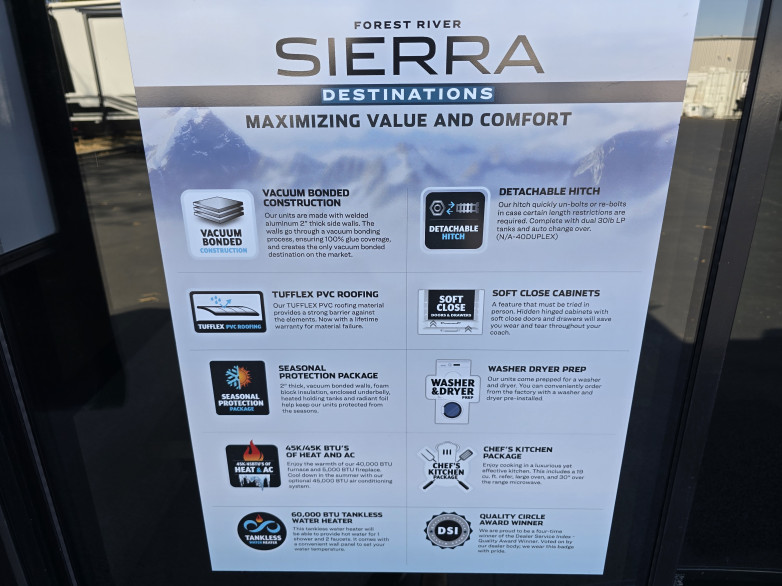 FOREST RIVER
SIERRA
DESTINATIONS
MAXIMIZING VALUE AND COMFORT
VACUUM
BONDED
CONSTRUCTION
VACUUM BONDED
CONSTRUCTION
Our units are made with welded
aluminum 2" thick side walls. The
walls go through a vacuum bonding
process, ensuring 100% glue coverage,
and creates the only vacuum bonded
destination on the market.
DETACHABLE
HITCH
DETACHABLE HITCH
Our hitch quickly un-bolts or re-bolts
in case certain length restrictions are
required. Complete with dual 30lb LP
tanks and auto change over.
(N/A-40DUPLEX)
TUFFLEX PVC ROOFING
TUFFLEX PVC ROOFING
Our TUFFLEX PVC roofing material
provides a strong barrier against
the elements. Now with a lifetime
warranty for material failure.
SOFT
CLOSE
DOORS & DRAWERS
SOFT CLOSE CABINETS
A feature that must be tried in
person. Hidden hinged cabinets with
soft close doors and drawers will save
you wear and tear throughout your
coach.
SEASONAL
PROTECTION
PACKAGE
SEASONAL
PROTECTION PACKAGE
2" thick, vacuum bonded walls, foam
block insulation, enclosed underbelly,
heated holding tanks and radiant foil
help keep our units protected from
the seasons.
WASHER
&DRYER
PREP
WASHER DRYER PREP
Our units come prepped for a washer
and dryer. You can conveniently order
from the factory with a washer and
dryer pre-installed.
45K/45KBTU'S OF
HEAT & AC
45K/45K BTU'S
OF HEAT AND AC
Enjoy the warmth of our 40,000 BTU
furnace and 5,000 BTU fireplace.
Cool down in the summer with our
optional 45,000 BTU air conditioning
system.
CHEF'S
KITCHEN
PACKAGE
CHEF'S KITCHEN
PACKAGE
Enjoy cooking in a luxurious yet
effective kitchen. This includes a 19
cu. ft. refer, large oven, and 30" over
the range microwave.
TANKLESS
WATER HEATER
60,000 BTU TANKLESS
WATER HEATER
This tankless water heater will
be able to provide hot water for 1
shower and 2 faucets. It comes with
a convenient wall panel to set your
water temperature.
DSI
QUALITY CIRCLE
AWARD WINNER
We are proud to be a four-time
winner of the Dealer Service Index -
Quality Award Winner. Voted on by
our dealer body; we wear this badge
with pride.